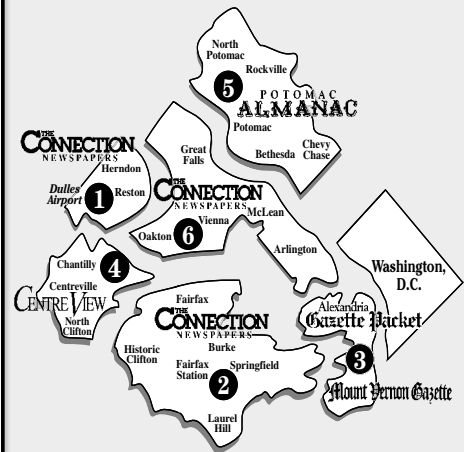 North
Potomac
Rockville
5
POTOMAC
ALMANAC
Potomac
Bethesda
Chevy
Chase
THE
CONNECTION
NEWSPAPERS
Herndon
Dulles
Airport
1
Reston
Great
Falls
THE
CONNECTION
NEWSPAPERS
Vienna
McLean
Oakton
6
Arlington
Chantilly
4
Centreville
CENTRE VIEW
North
Clifton
Washington,
D.C.
Fairfax
THE
CONNECTION
NEWSPAPERS
Burke
Historic
Clifton
Fairfax
Station
Springfield
2
Laurel
Hill
Alexandria
Gazette Packet
3
Mount Vernon Gazette